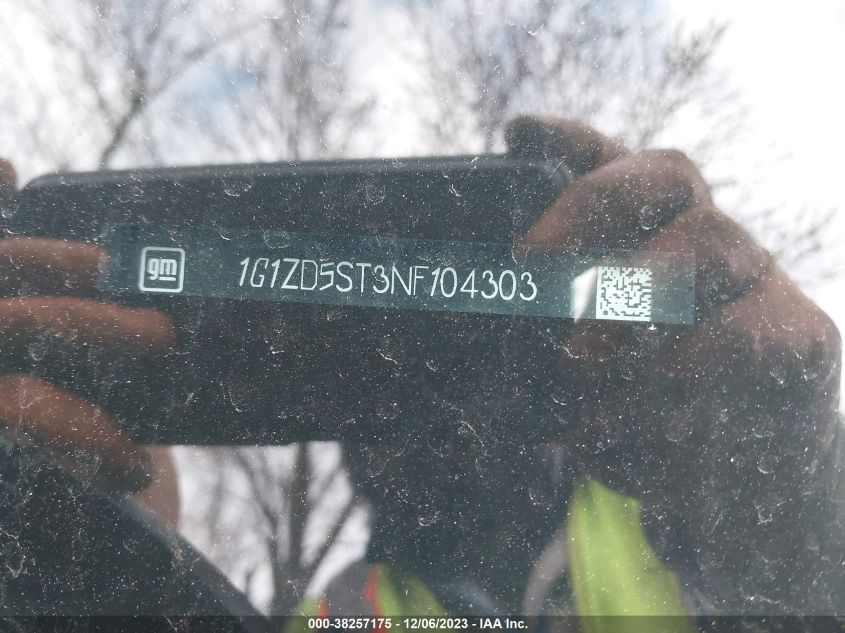 gm 1G1ZD5ST3NF104303
000-38257175 - 12/06/2023 - IAA Inc.